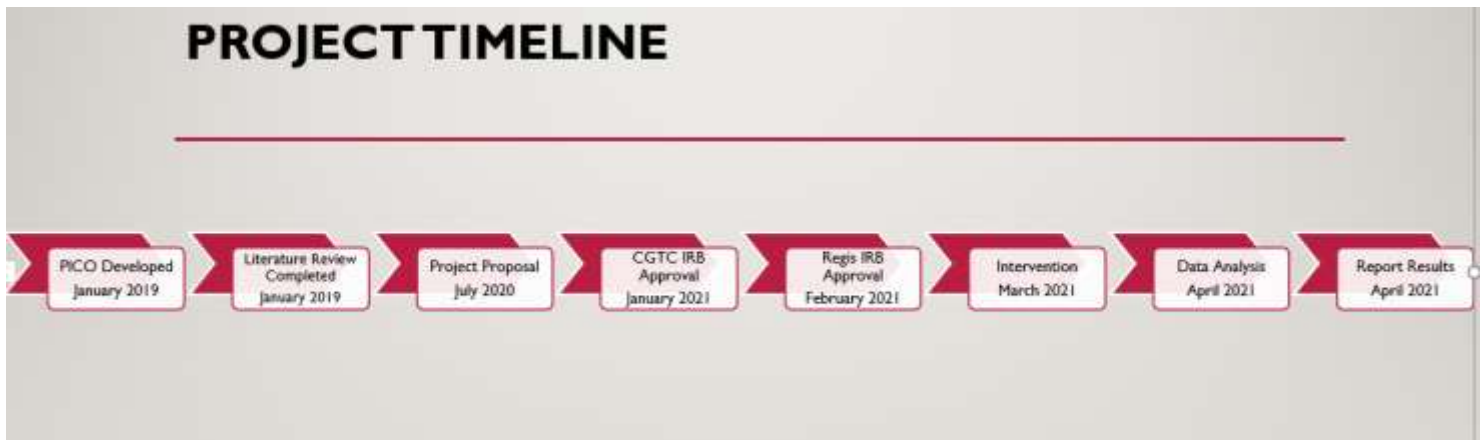 PROJECT TIMELINE
PICO Developed
January 2019
Literature Review
Completed
January 2019
Project Proposal
July 2020
CGTC IRB
Approval
January 2021
Regis IRB
Approval
February 2021
Intervention
March 2021
Data Analysis
April 2021
Report Results
April 2021